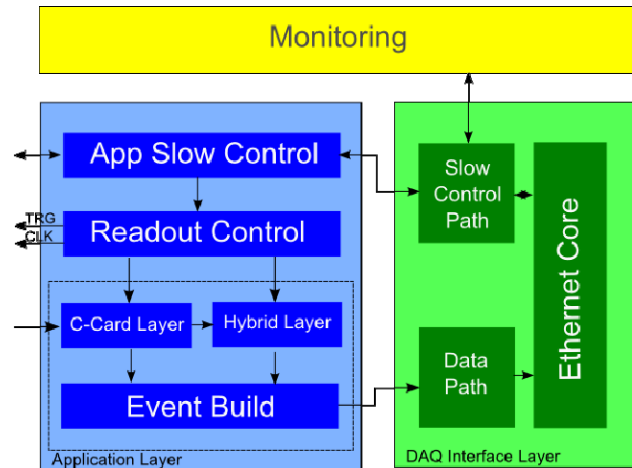 Monitoring
App Slow Control
TRG
CLK
Readout Control
C-Card Layer
Hybrid Layer
Event Build
Application Layer
Slow
Control
Path
Data
Path
Ethernet Core
DAQ Interface Layer